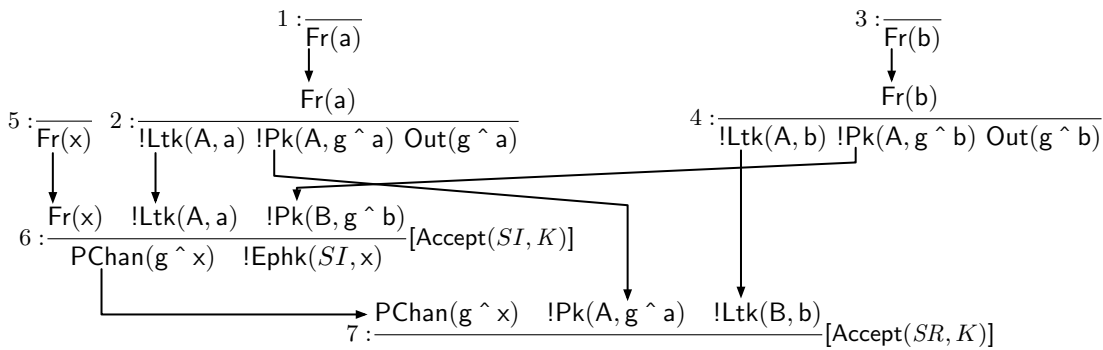 1 : 3 :
Fr(a) Fr(b)
Fr(a) Fr(b)
5 : 2 : 4 :
Fr(x) !Ltk(A, a) !Pk(A, g ^ a) Out(g ^ a) !Ltk(A, b) !Pk(A, g ^ b) Out(g ^ b)
Fr(x) !Ltk(A, a) !Pk(B, g ^ b)
6 : [Accept(SI, K)]
PChan(g ^ x) !Ephk(SI, x)
PChan(g ^ x) !Pk(A, g ^ a) !Ltk(B, b)
7 : [Accept(SR, K)]